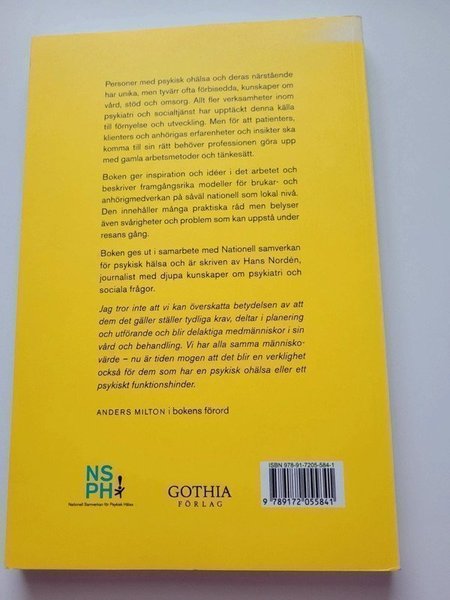 Personer med psykisk ohälsa och deras närstående
har unika, men tyvärr ofta förbisedda, kunskaper om
vård, stöd och omsorg. Allt fler verksamheter inom
psykiatri och socialtjänst har upptäckt denna källa
till förnyelse och utveckling. Men för att patienters,
klienters och anhörigas erfarenheter och insikter ska
komma till sin rätt behöver professionen göra upp
med gamla arbetsmetoder och tänkesätt.
Boken ger inspiration och idéer i det arbetet och
beskriver framgångsrika modeller för brukar- och
anhörigmedverkan på såväl nationell som lokal nivå.
Den innehåller många praktiska råd men belyser
även svårigheter och problem som kan uppstå under
resans gång.
Boken ges ut i samarbete med Nationell samverkan
för psykisk hälsa och är skriven av Hans Nordén,
journalist med djupa kunskaper om psykiatri och
sociala frågor.
Jag tror inte att vi kan överskatta betydelsen av att
dem det gäller ställer tydliga krav, deltar i planering
och utförande och blir delaktiga medmänniskor i sin
vård och behandling. Vi har alla samma människo-
värde – nu är tiden mogen att det blir en verklighet
också för dem som har en psykisk ohälsa eller ett
psykiskt funktionshinder.
ANDERS MILTON i bokens förord
NS
PH
Nationell Samverkan för Psykisk Hälsa
GOTHIA
FÖRLAG
ISBN 978-91-7205-584-1
9 789172 055841